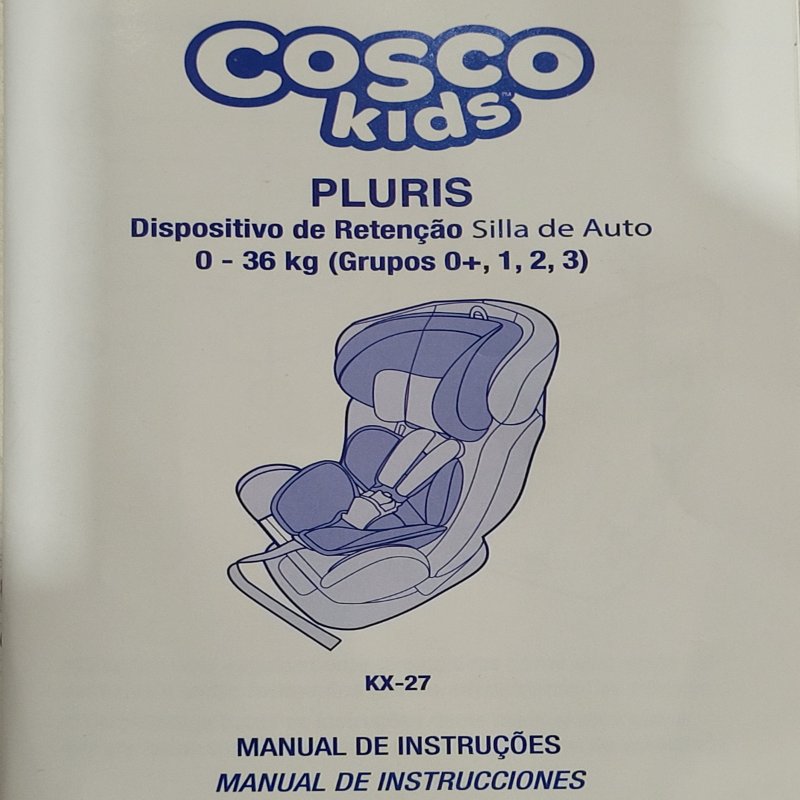 COSCO
kids™
PLURIS
Dispositivo de Retenção Silla de Auto
0 - 36 kg (Grupos 0+, 1, 2, 3)
KX-27
MANUAL DE INSTRUÇÕES
MANUAL DE INSTRUCCIONES